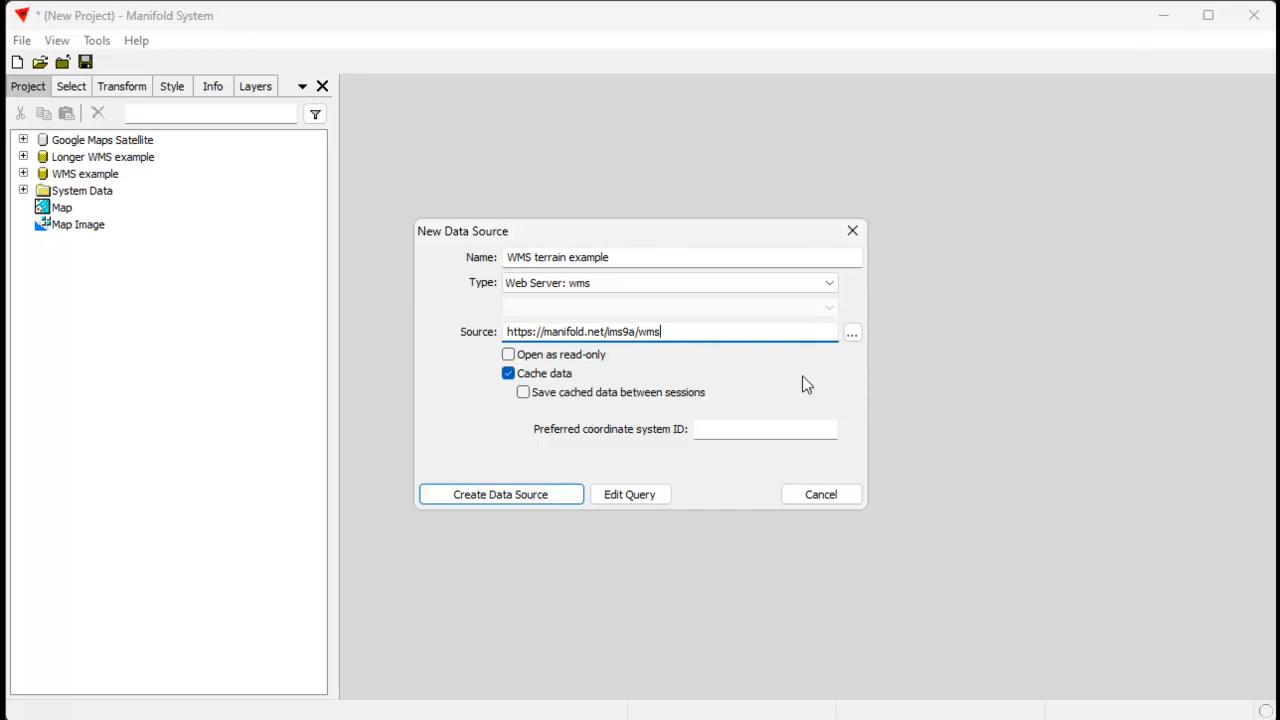 * (New Project) - Manifold System
File View Tools Help
Project Select Transform Style Info Layers
Google Maps Satellite
Longer WMS example
WMS example
System Data
Map
Map Image
New Data Source
Name: WMS terrain example
Type: Web Server: wms
Source: https://manifold.net/ims9a/wms
...
Open as read-only
Cache data
Save cached data between sessions
Preferred coordinate system ID:
Create Data Source Edit Query Cancel